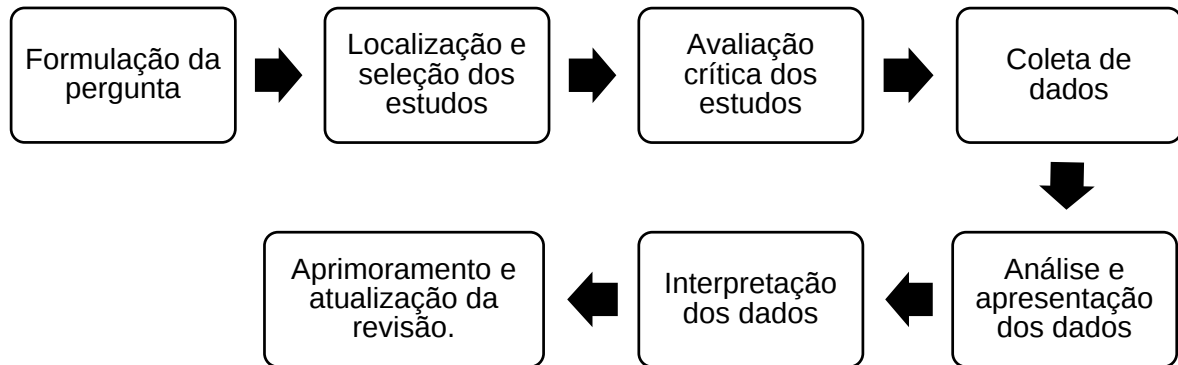 Formulação da
pergunta
Localização e
seleção dos
estudos
Avaliação
crítica dos
estudos
Coleta de
dados
Análise e
apresentação
dos dados
Interpretação
dos dados
Aprimoramento e
atualização da
revisão.